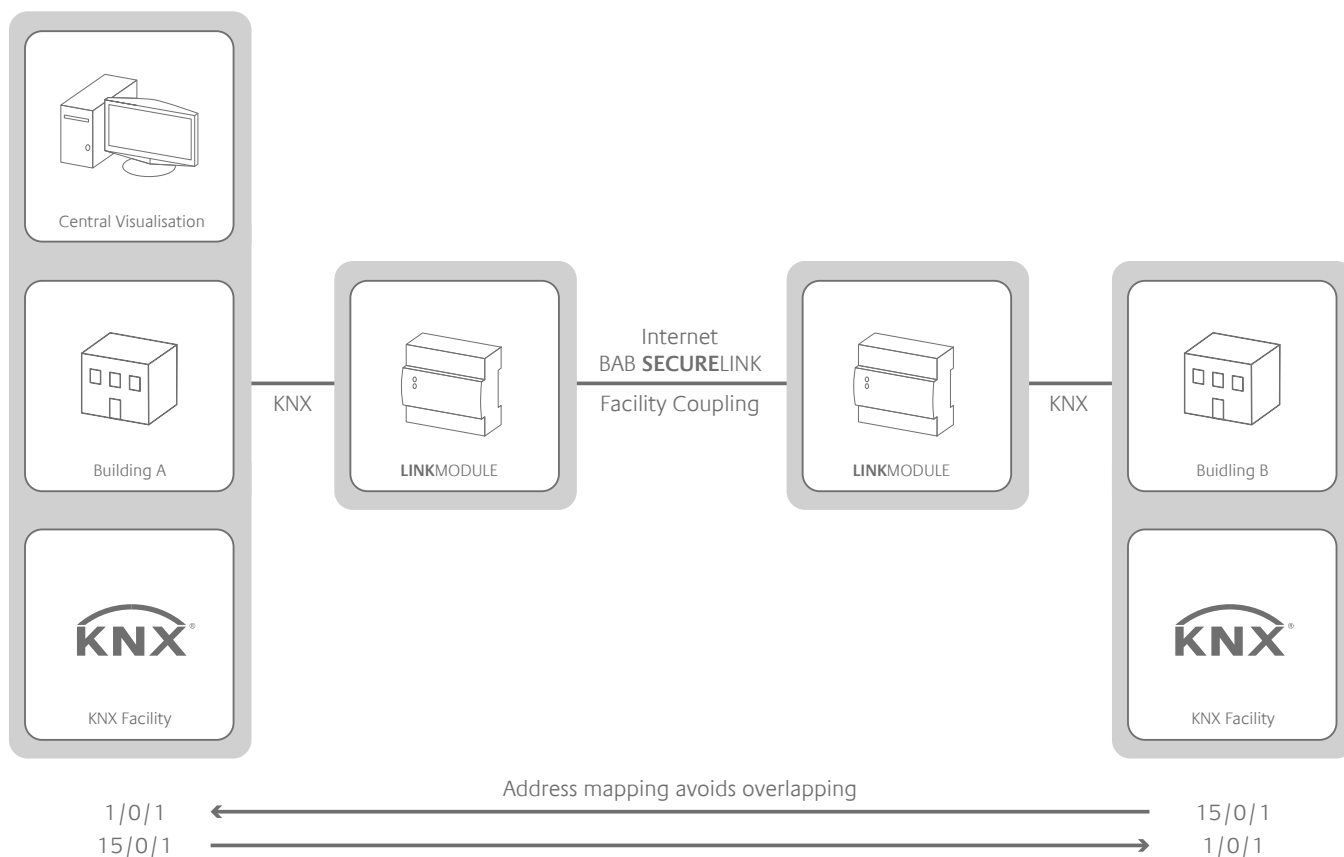 Central Visualisation
Building A
KNX®
KNX Facility
KNX
LINKMODULE
Internet
BAB SECURELINK
Facility Coupling
LINKMODULE
KNX
Buidling B
KNX®
KNX Facility
Address mapping avoids overlapping
1/0/1
15/0/1
15/0/1
1/0/1